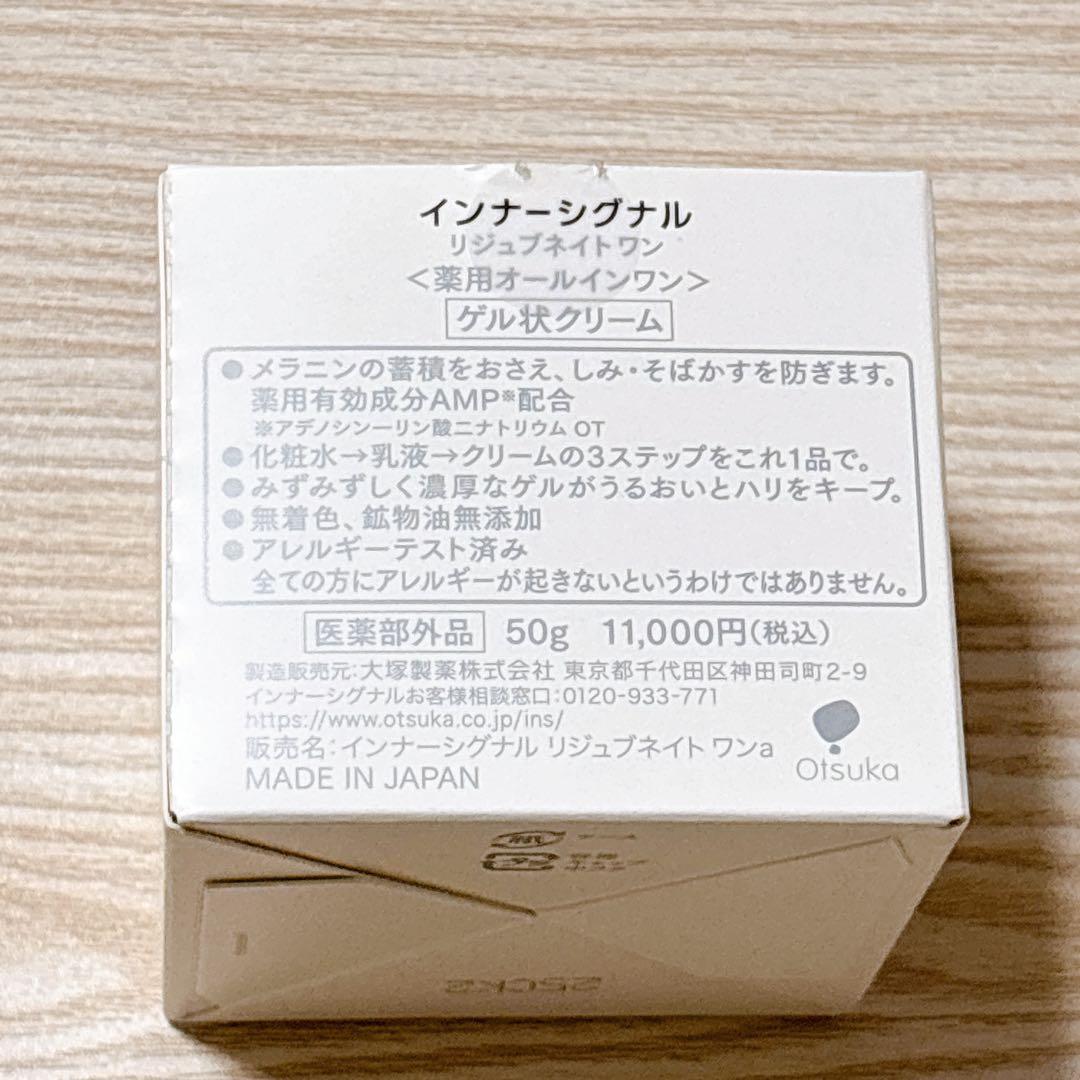 インナーシグナル
リジュブネイト ワン
＜薬用オールインワン＞
ゲル状クリーム
● メラニンの蓄積をおさえ、しみ・そばかすを防ぎます。
薬用有効成分AMP※配合
※アデノシン一リン酸二ナトリウム OT
● 化粧水→乳液→クリームの3ステップをこれ1品で。
● みずみずしく濃厚なゲルがうるおいとハリをキープ。
● 無着色、鉱物油無添加
● アレルギーテスト済み
全ての方にアレルギーが起きないというわけではありません。
医薬部外品 50g 11,000円(税込)
製造販売元:大塚製薬株式会社 東京都千代田区神田司町2-9
インナーシグナルお客様相談窓口:0120-933-771
https://www.otsuka.co.jp/ins/
販売名:インナーシグナル リジュブネイト ワンa
MADE IN JAPAN
Otsuka